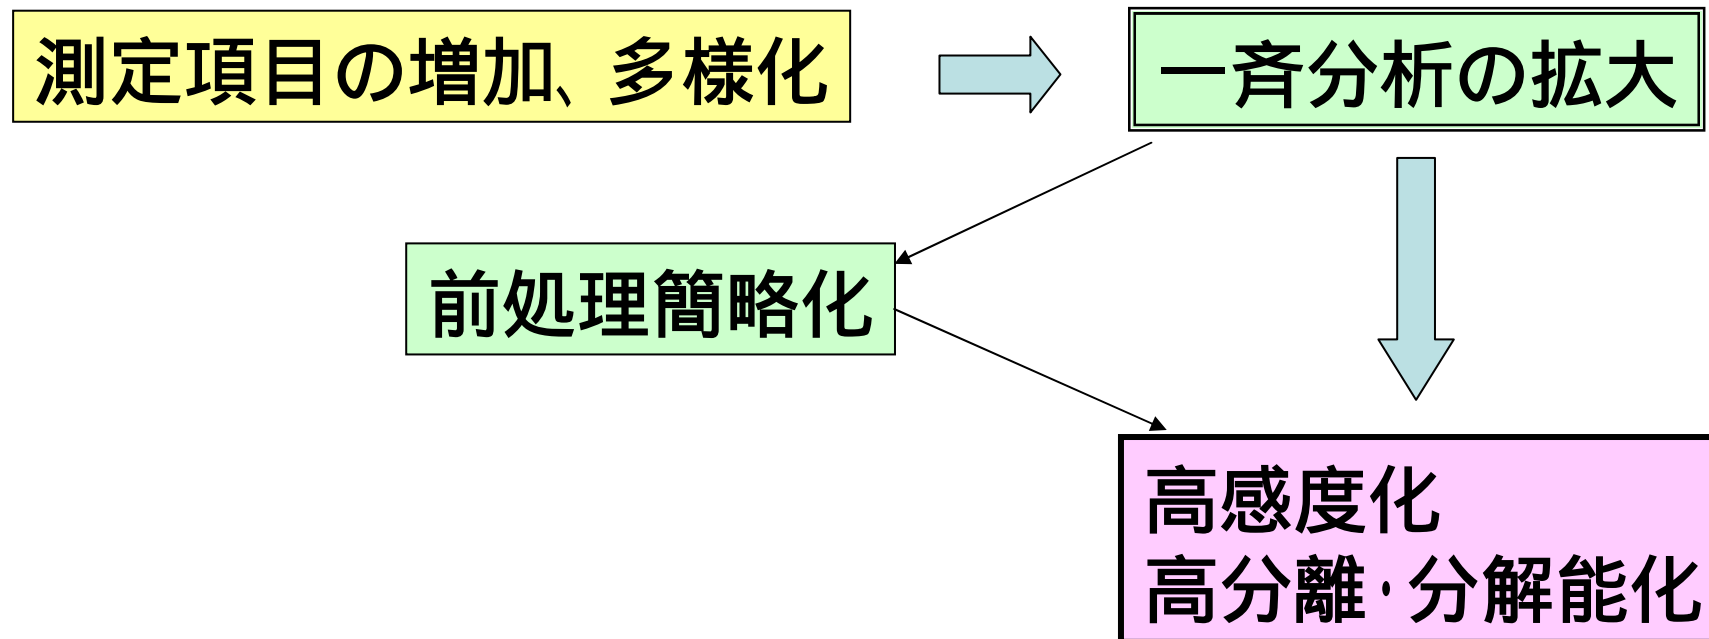 測定項目の増加、多様化
一斉分析の拡大
前処理簡略化
高感度化
高分離・分解能化